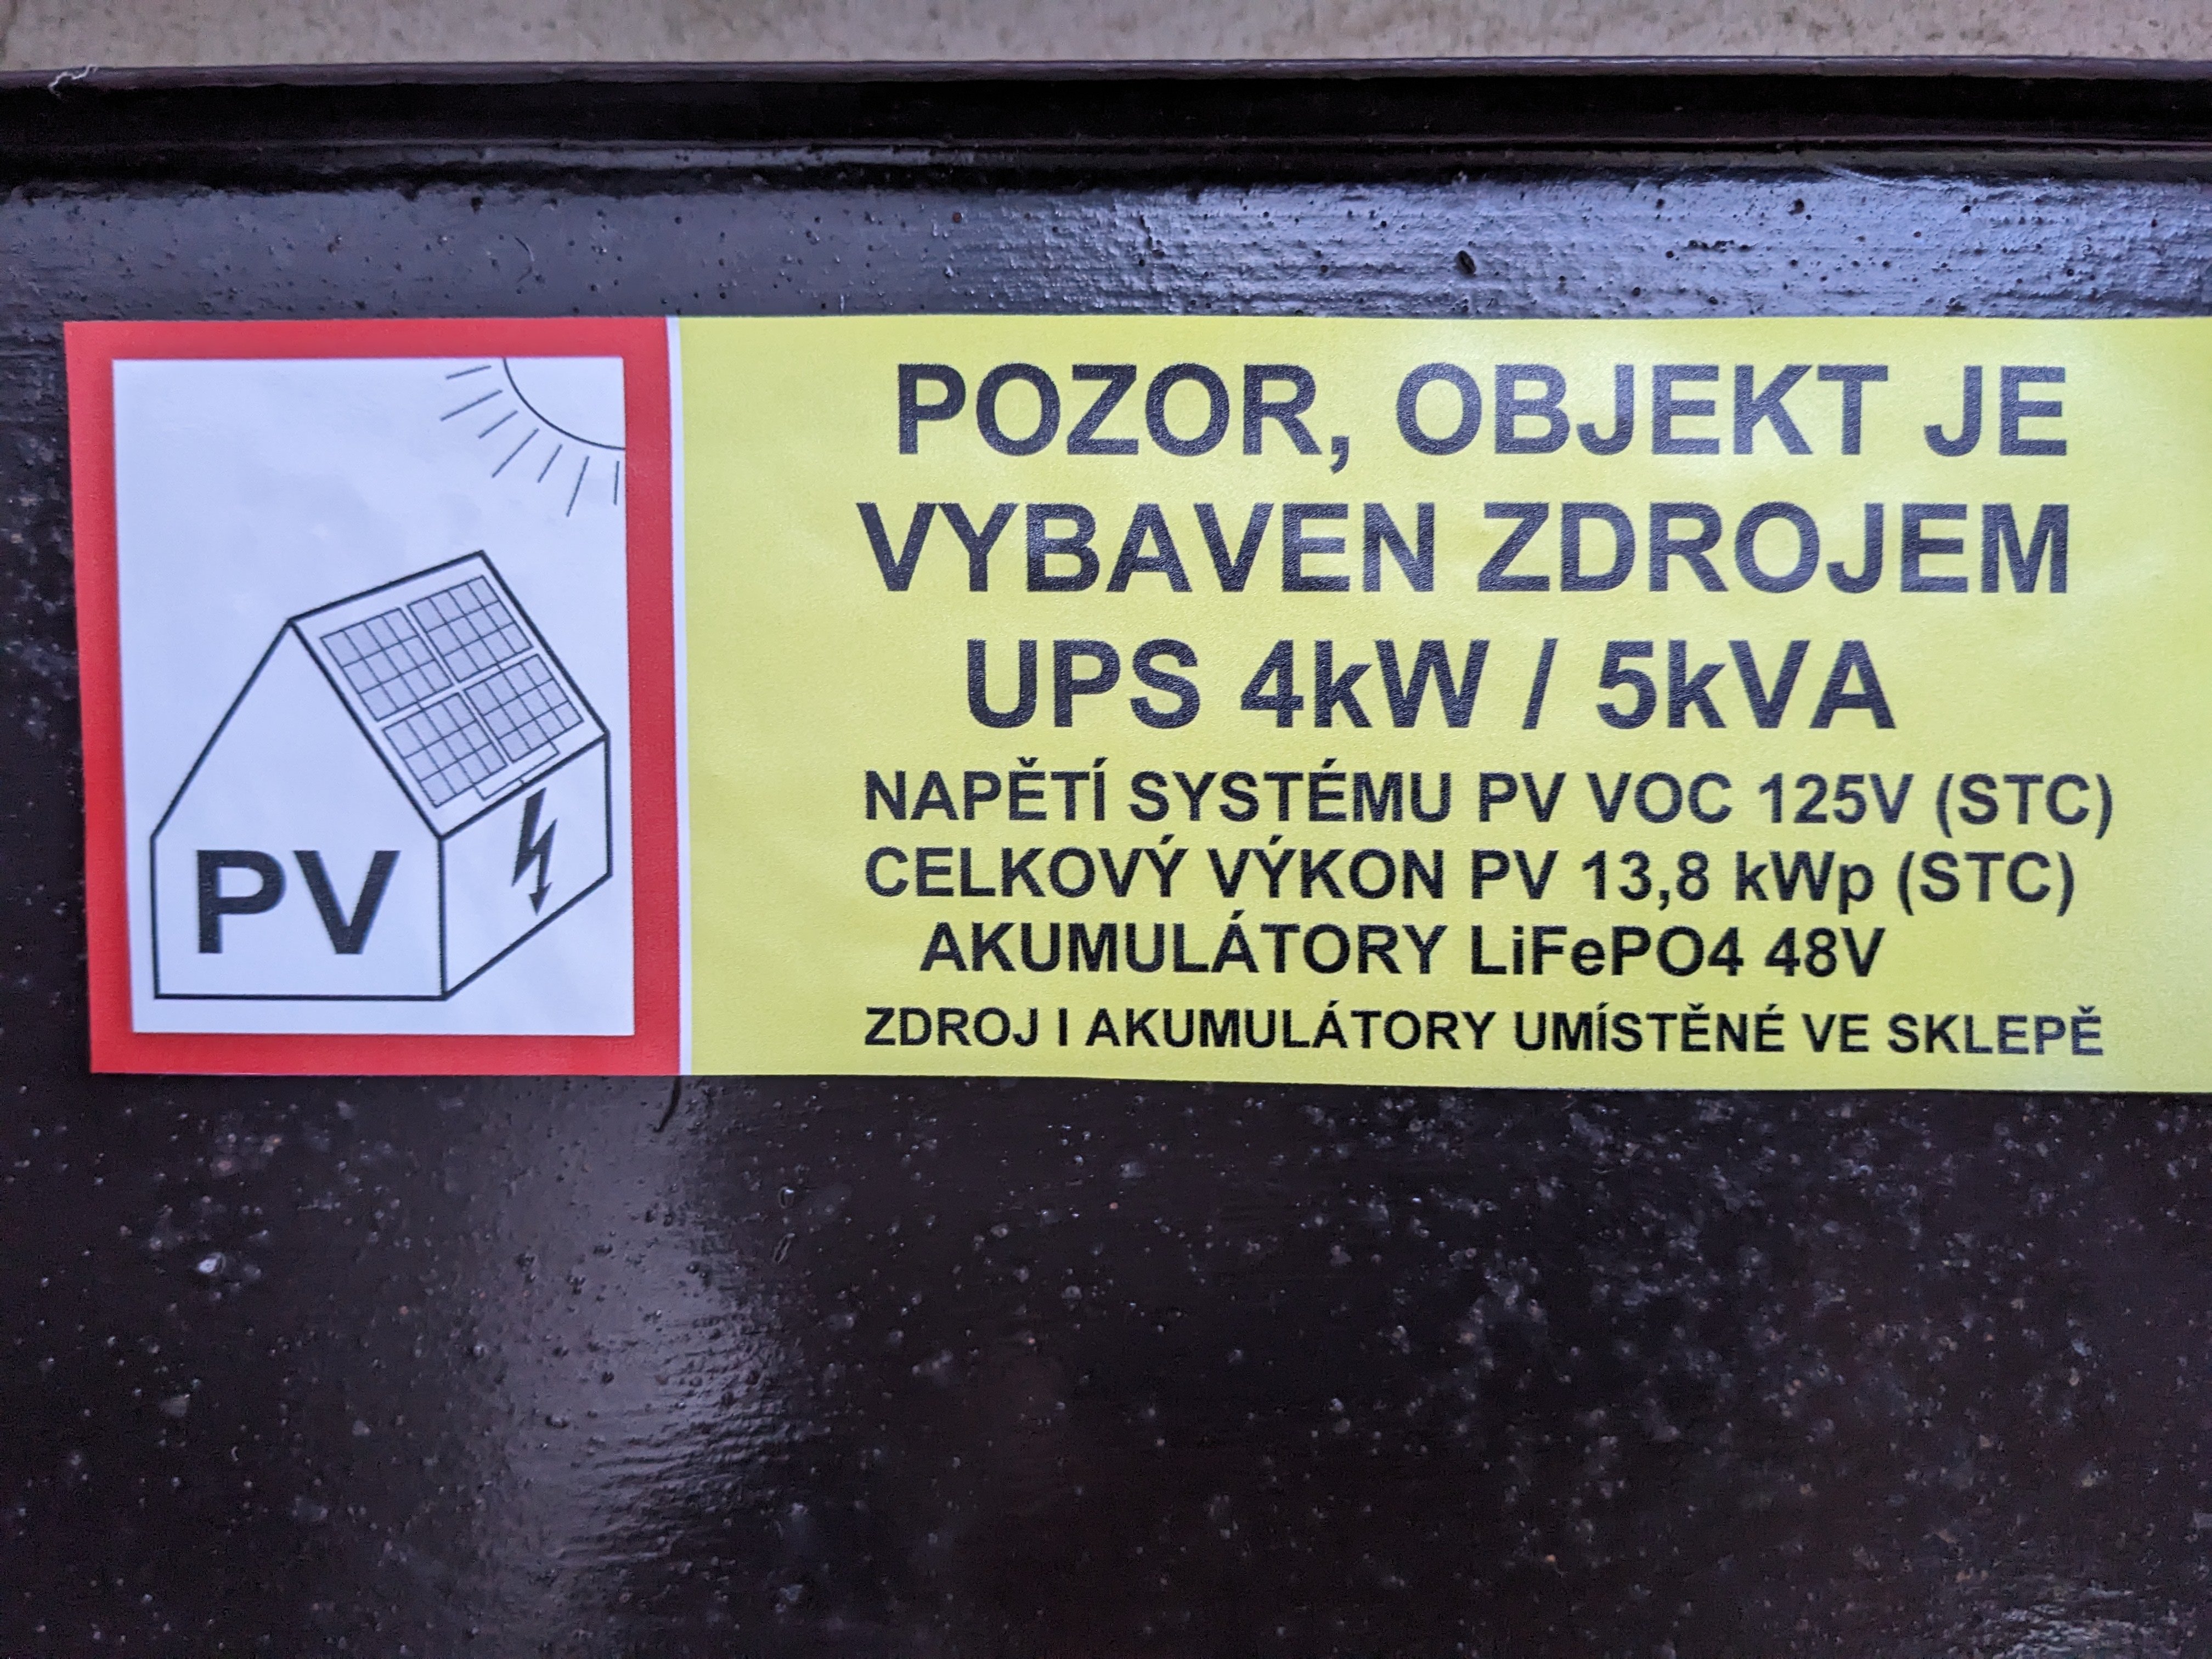 POZOR, OBJEKT JE
VYBAVEN ZDROJEM
UPS 4kW / 5kVA
NAPĚTÍ SYSTÉMU PV VOC 125V (STC)
CELKOVÝ VÝKON PV 13,8 kWp (STC)
AKUMULÁTORY LiFePO4 48V
ZDROJ I AKUMULÁTORY UMÍSTĚNÉ VE SKLEPĚ
PV